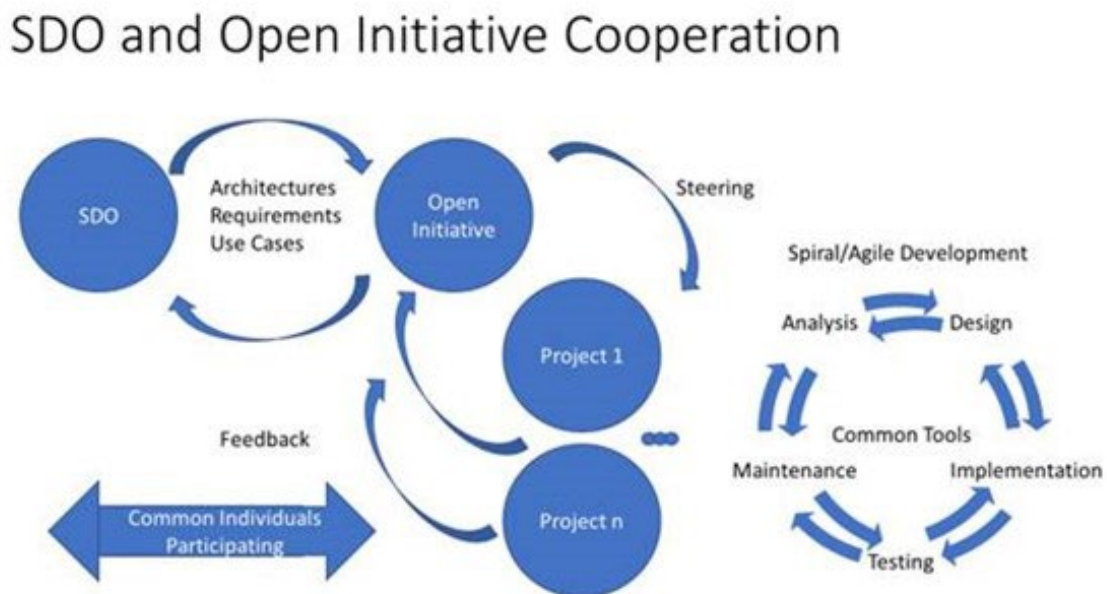 SDO and Open Initiative Cooperation
SDO
Architectures
Requirements
Use Cases
Open
Initiative
Steering
Spiral/Agile Development
Analysis
Design
Project 1
Feedback
Common Tools
Maintenance
Implementation
Common Individuals
Participating
Project n
Testing